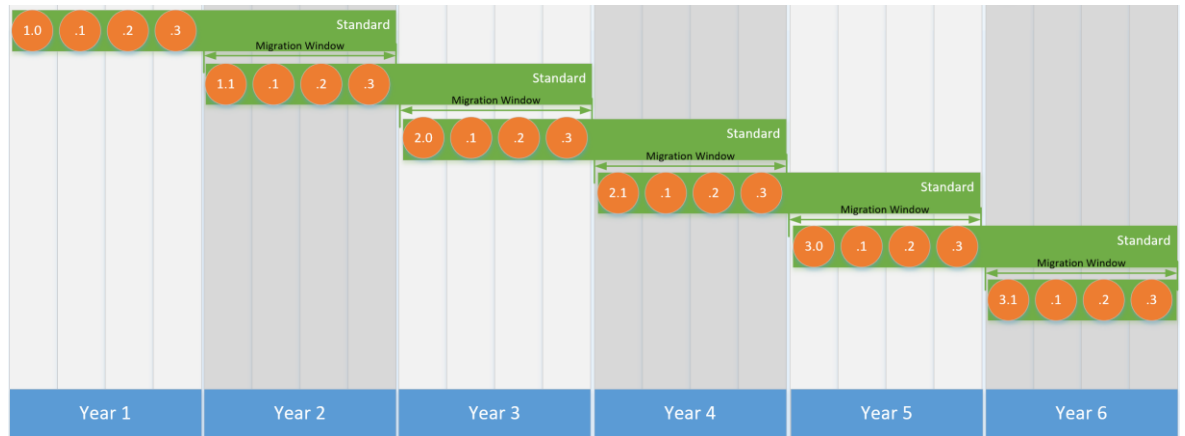 1.0 .1 .2 .3 Standard
Migration Window
1.1 .1 .2 .3 Standard
Migration Window
2.0 .1 .2 .3 Standard
Migration Window
2.1 .1 .2 .3 Standard
Migration Window
3.0 .1 .2 .3 Standard
Migration Window
3.1 .1 .2 .3
Year 1 Year 2 Year 3 Year 4 Year 5 Year 6